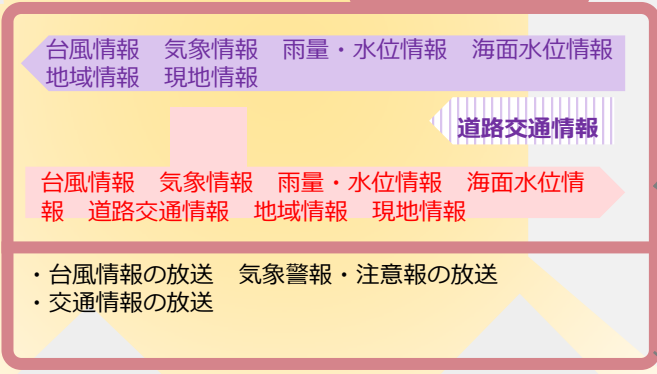 台風情報　気象情報　雨量・水位情報　海面水位情報
地域情報　現地情報
道路交通情報
台風情報　気象情報　雨量・水位情報　海面水位情
報　道路交通情報　地域情報　現地情報
・台風情報の放送　気象警報・注意報の放送
・交通情報の放送